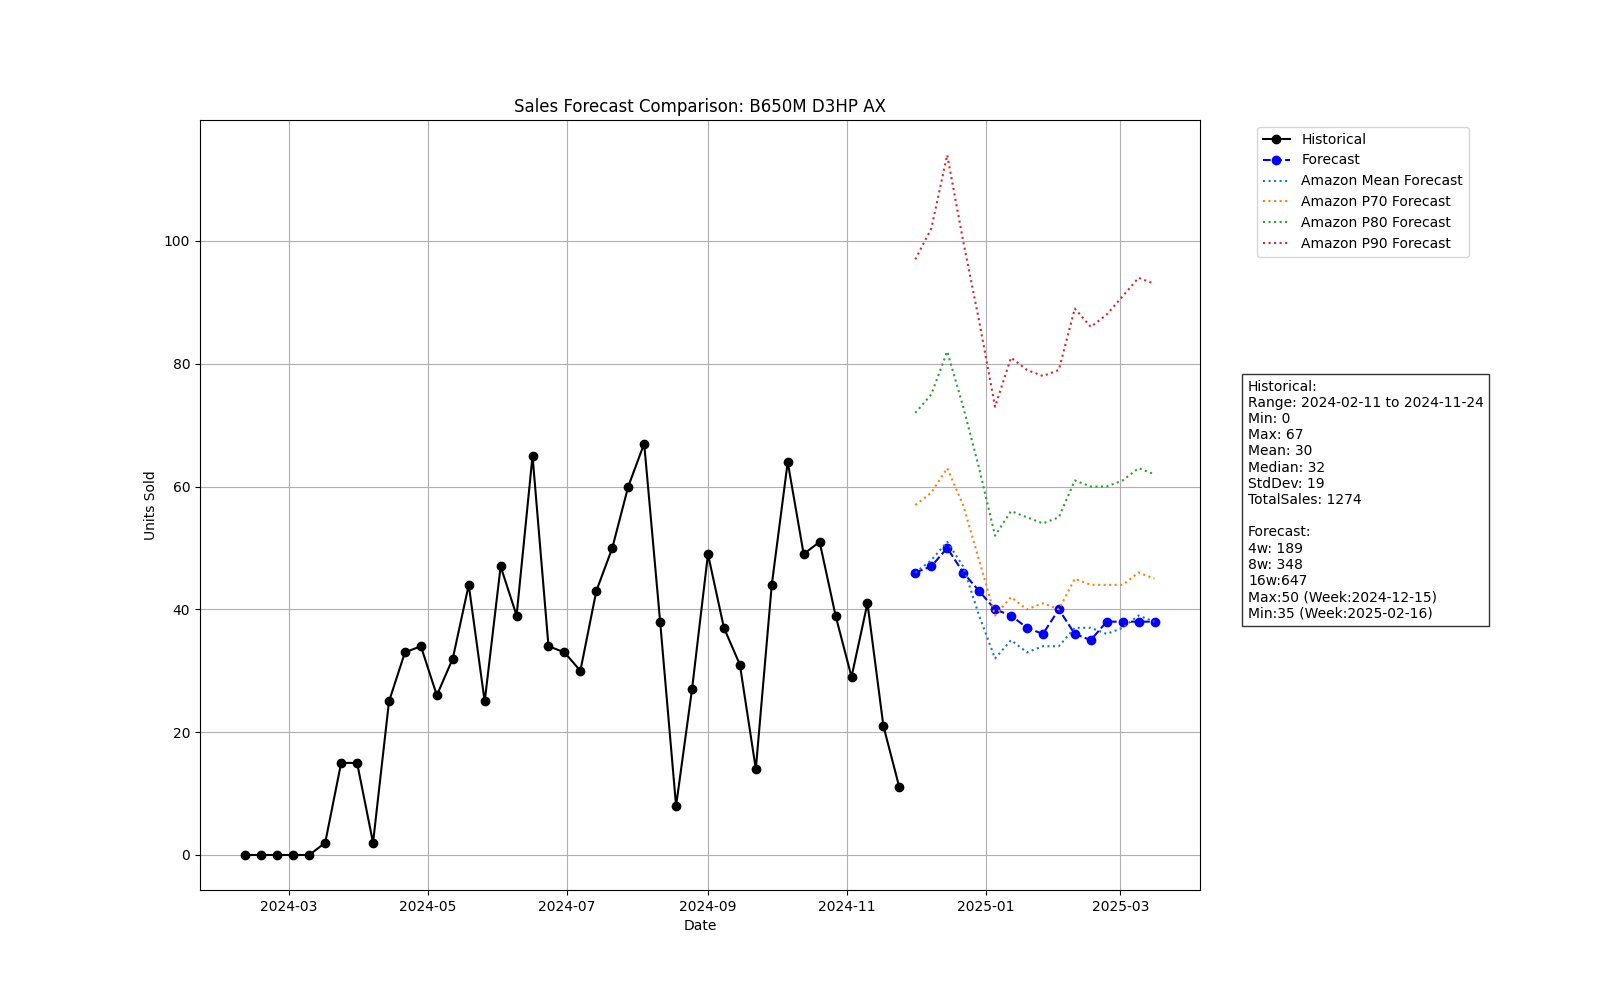 Sales Forecast Comparison: B650M D3HP AX
Historical
Forecast
Amazon Mean Forecast
Amazon P70 Forecast
Amazon P80 Forecast
Amazon P90 Forecast
100
80
60
40
20
0
Units Sold
2024-03
2024-05
2024-07
2024-09
2024-11
2025-01
2025-03
Date
Historical:
Range: 2024-02-11 to 2024-11-24
Min: 0
Max: 67
Mean: 30
Median: 32
StdDev: 19
TotalSales: 1274
Forecast:
4w: 189
8w: 348
16w:647
Max:50 (Week:2024-12-15)
Min:35 (Week:2025-02-16)